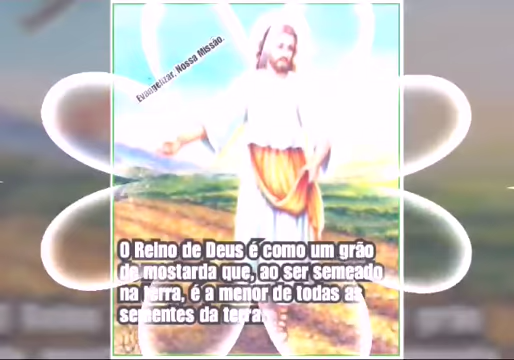 Evangelizar. Nossa Missão.
O Reino de Deus é como um grão
de mostarda que, ao ser semeado
na terra, é a menor de todas as
sementes da terra.